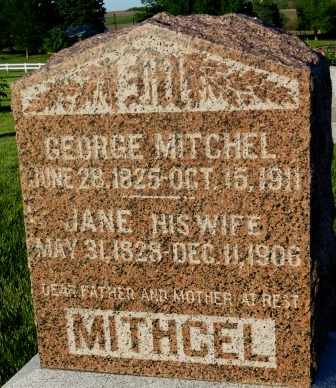 GEORGE MITCHEL
JUNE 28, 1825-OCT. 15, 1911
JANE HIS WIFE
MAY 31, 1828-DEC. 11, 1906
DEAR FATHER AND MOTHER AT REST
MITHCEL